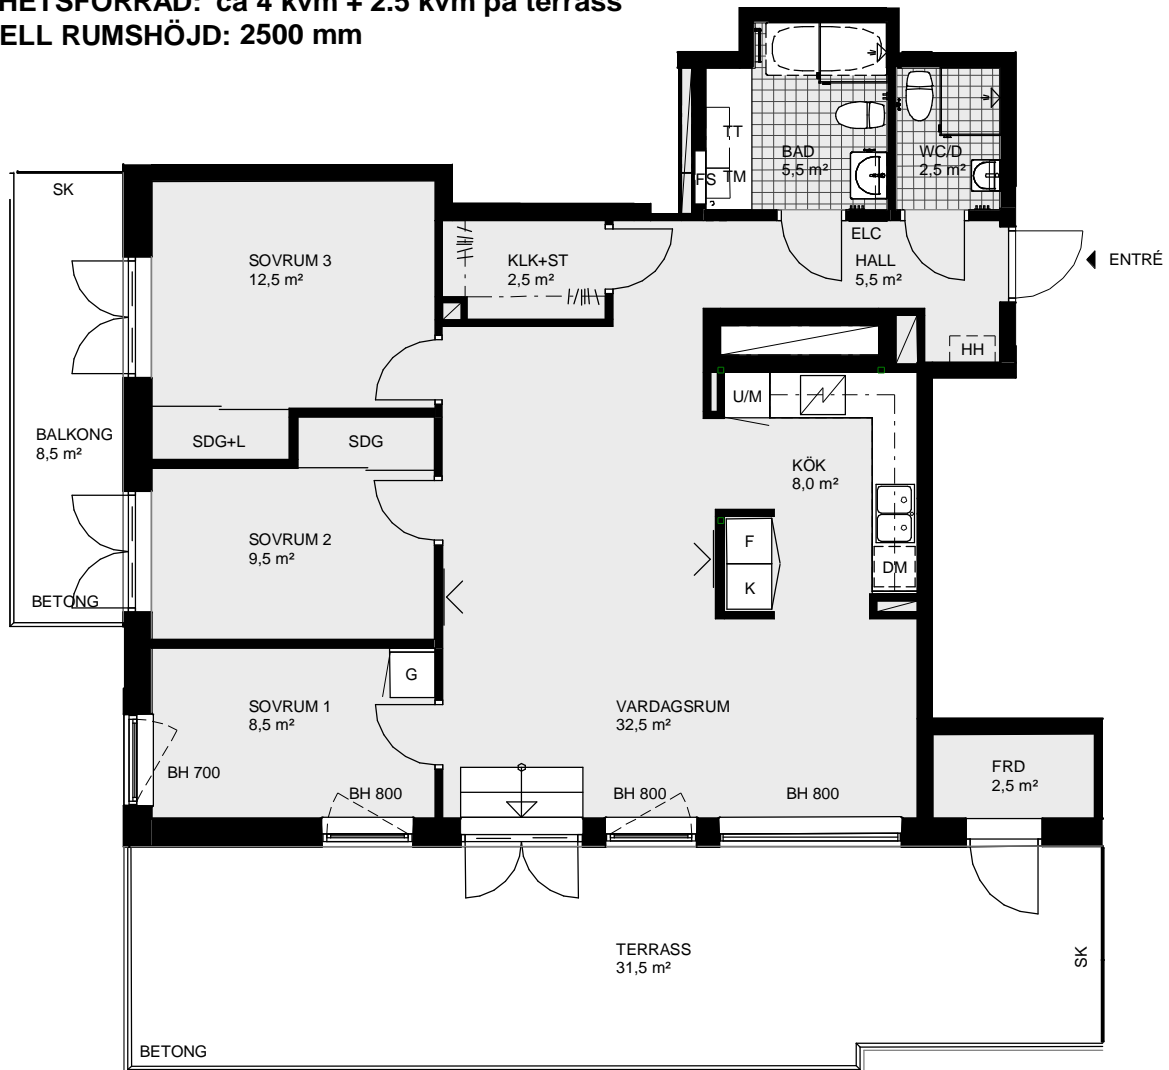 HETSFÖRRÅD: ca 4 kvm + 2.5 kvm på terrass
ELL RUMSHÖJD: 2500 mm
SK
SOVRUM 3
12,5 m²
KLK+ST
2,5 m²
TT
TM
FS
BAD
5,5 m²
WC/D
2,5 m²
ELC
HALL
5,5 m²
ENTRÉ
HH
U/M
BALKONG
8,5 m²
SDG+L
SDG
KÖK
8,0 m²
SOVRUM 2
9,5 m²
F
K
DM
BETONG
G
SOVRUM 1
8,5 m²
VARDAGSRUM
32,5 m²
FRD
2,5 m²
BH 700
BH 800
BH 800
BH 800
TERRASS
31,5 m²
SK
BETONG